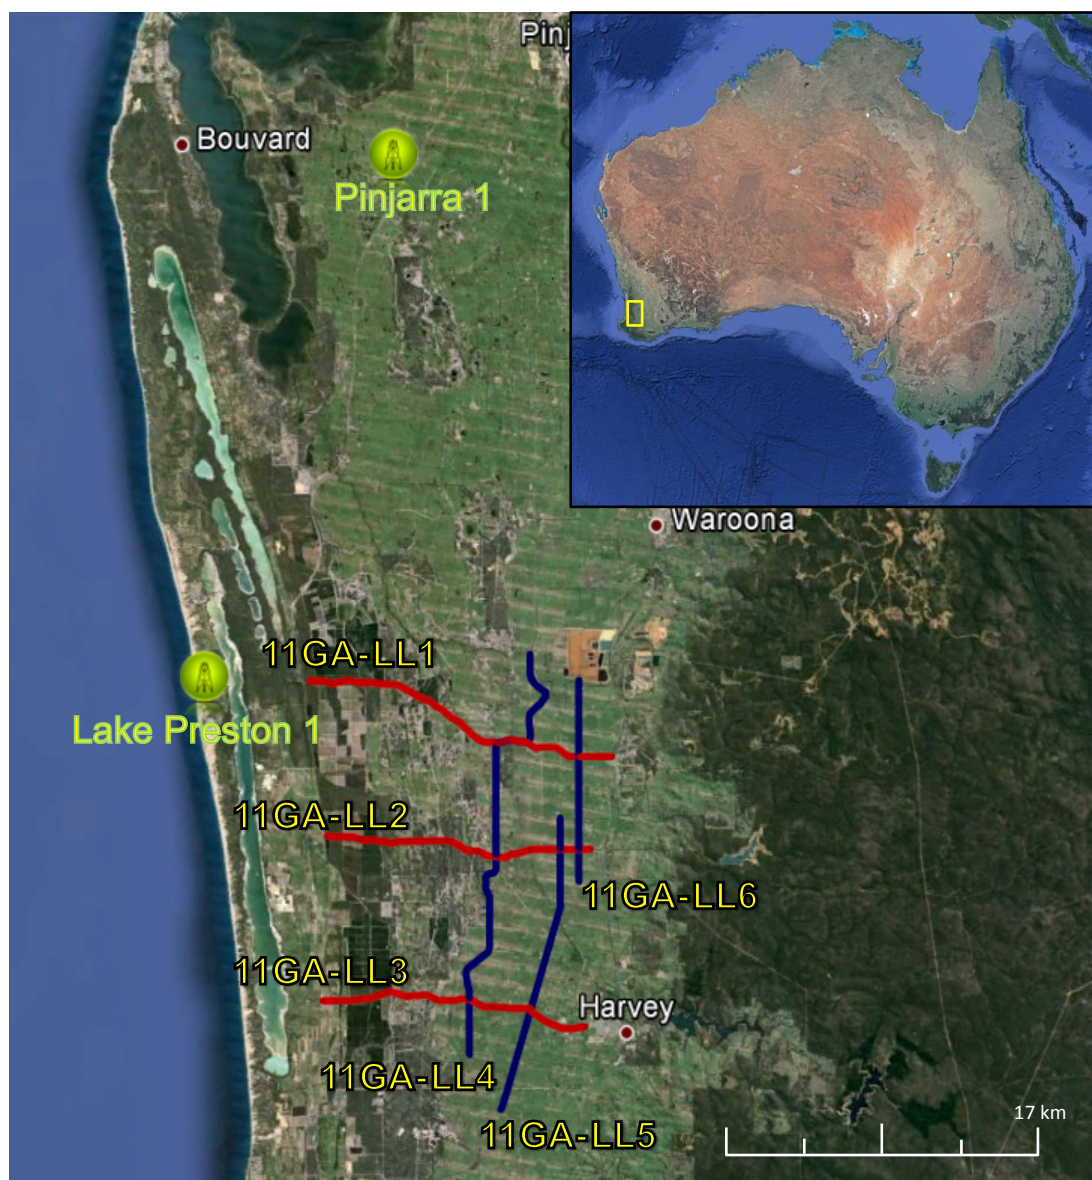 Pinj
Bouvard
Pinjarra 1
Waroona
11GA-LL1
Lake Preston 1
11GA-LL2
11GA-LL6
11GA-LL3
Harvey
11GA-LL4
17 km
11GA-LL5